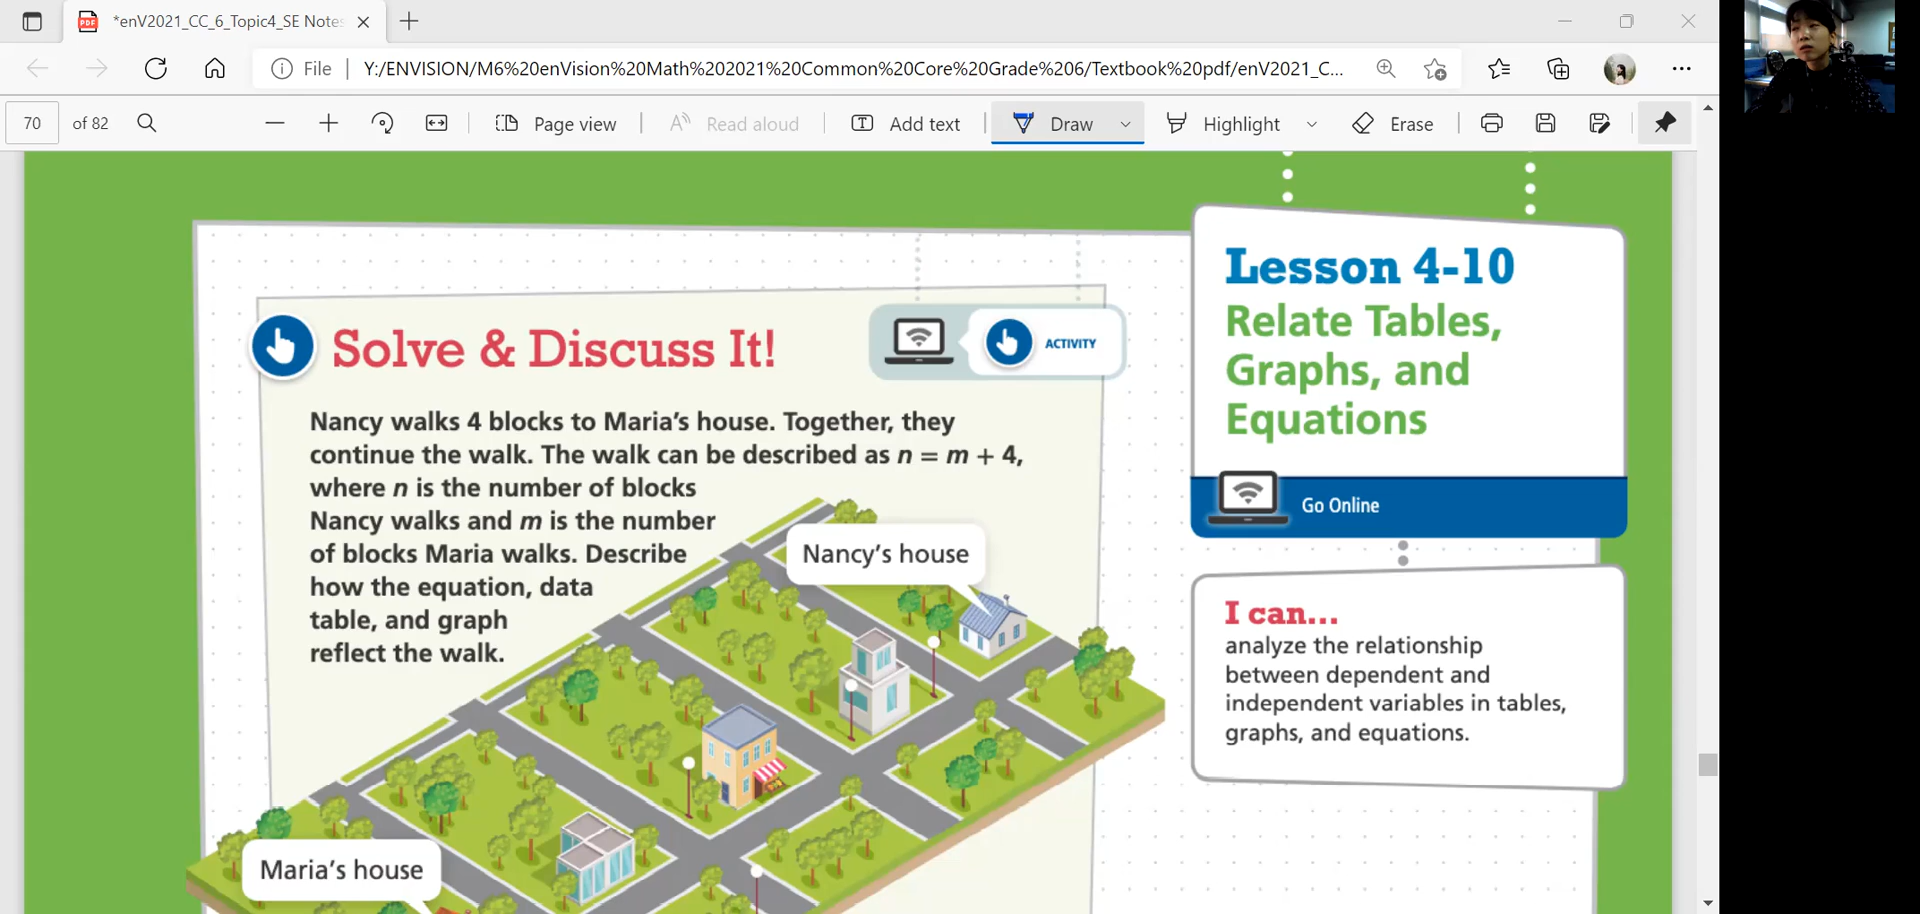 *enV2021_CC_6_Topic4_SE Notes
File
Y:/ENVISION/M6%20enVision%20Math%202021%20Common%20Core%20Grade%206/Textbook%20pdf/enV2021_C...
70 of 82
Page view
Read aloud
Add text
Draw
Highlight
Erase
Solve & Discuss It!
ACTIVITY
Nancy walks 4 blocks to Maria's house. Together, they
continue the walk. The walk can be described as n = m + 4,
where n is the number of blocks
Nancy walks and m is the number
of blocks Maria walks. Describe
how the equation, data
table, and graph
reflect the walk.
Nancy's house
Maria's house
Lesson 4-10
Relate Tables,
Graphs, and
Equations
Go Online
I can...
analyze the relationship
between dependent and
independent variables in tables,
graphs, and equations.